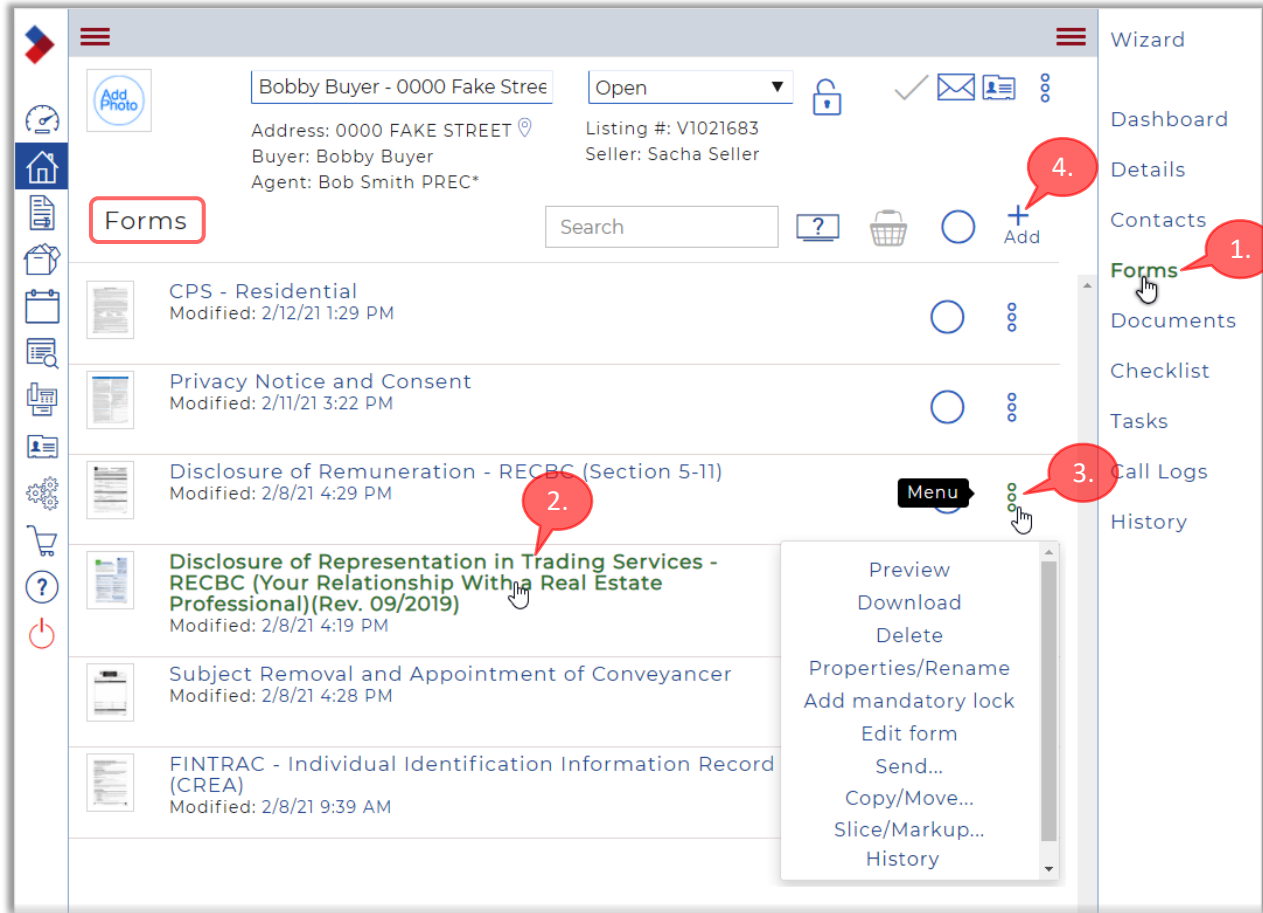 Add
Photo
Bobby Buyer - 0000 Fake Stree
Open
Address: 0000 FAKE STREET
Listing #: V1021683
Buyer: Bobby Buyer
Seller: Sacha Seller
Agent: Bob Smith PREC*
Forms
Search
?
Add
4.
CPS - Residential
Modified: 2/12/21 1:29 PM
Privacy Notice and Consent
Modified: 2/11/21 3:22 PM
Disclosure of Remuneration - RECBC (Section 5-11)
Modified: 2/8/21 4:29 PM
2.
Menu
3.
Disclosure of Representation in Trading Services -
RECBC (Your Relationship With a Real Estate
Professional)(Rev. 09/2019)
Modified: 2/8/21 4:19 PM
Subject Removal and Appointment of Conveyancer
Modified: 2/8/21 4:28 PM
FINTRAC - Individual Identification Information Record
(CREA)
Modified: 2/8/21 9:39 AM
Preview
Download
Delete
Properties/Rename
Add mandatory lock
Edit form
Send...
Copy/Move...
Slice/Markup...
History
Wizard
Dashboard
Details
Contacts
1.
Forms
Documents
Checklist
Tasks
Call Logs
History
?